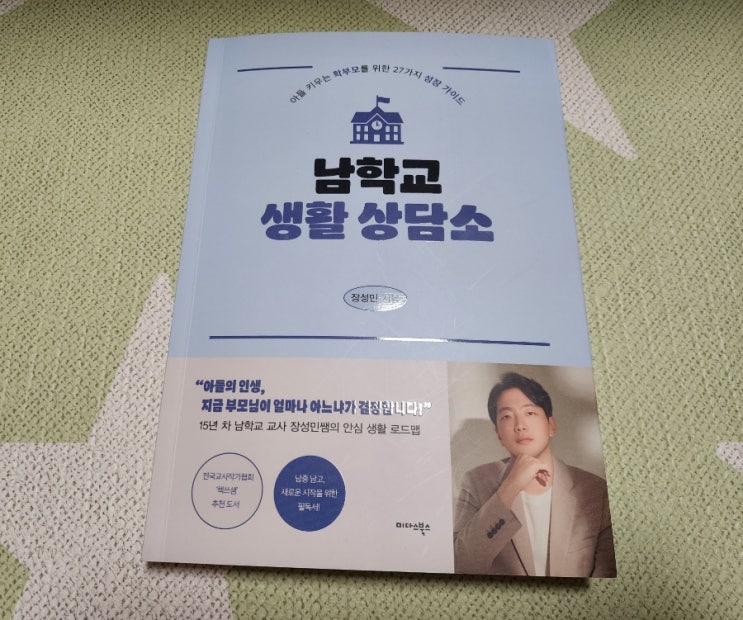 아들 키우는 학부모를 위한 27가지 성장 가이드
남학교
생활 상담소
장성민 지음
“아들의 인생,
지금 부모님이 얼마나 아느냐가 결정합니다!”
15년 차 남학교 교사 장성민쌤의 안심 생활 로드맵
전국교사작가협회
‘책쓰샘’
추천 도서
남중 남고,
새로운 시작을 위한
필독서!
미다스북스